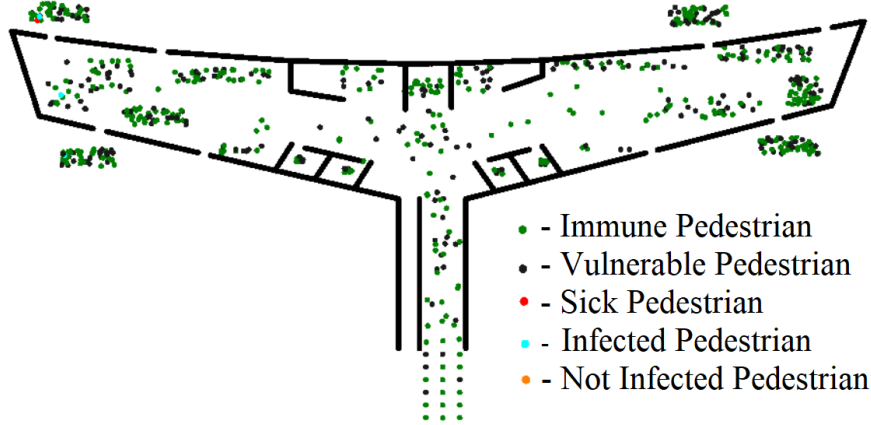 - Immune Pedestrian
- Vulnerable Pedestrian
- Sick Pedestrian
- Infected Pedestrian
- Not Infected Pedestrian